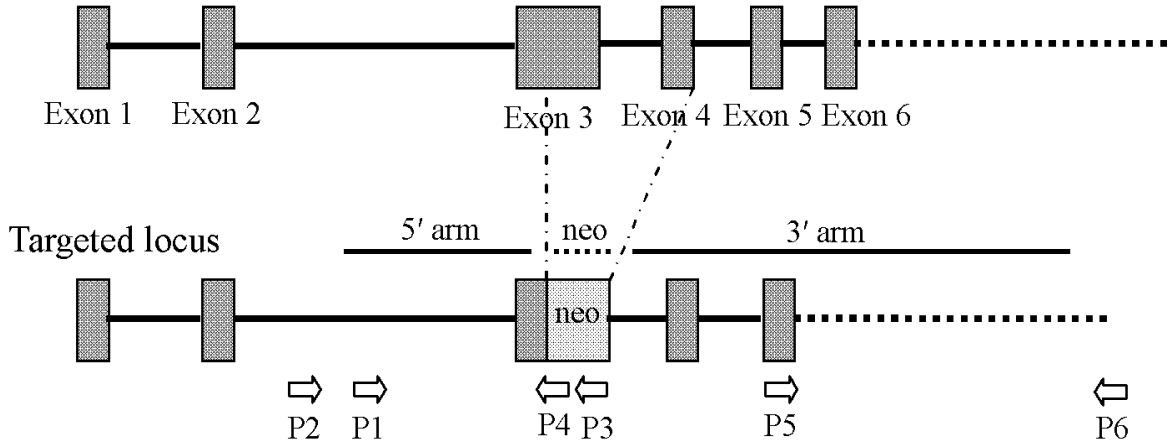 Exon 1 Exon 2 Exon 3 Exon 4 Exon 5 Exon 6
Targeted locus
5' arm neo 3' arm
neo
P2 P1 P4 P3 P5 P6